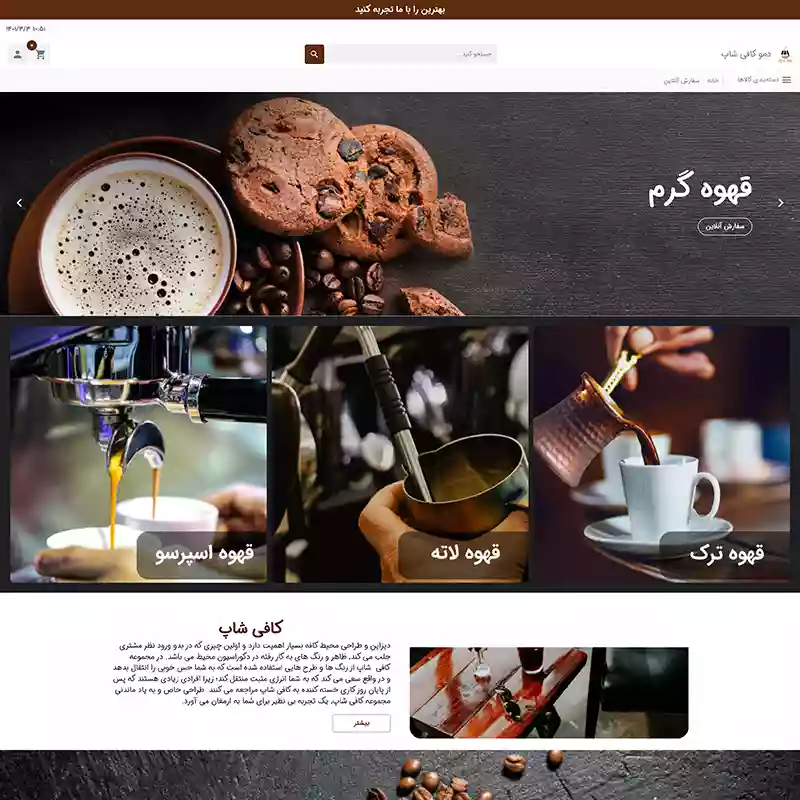 بهترین را با ما تجربه کنید
۱۰:۵۱ ۱۴۰۱/۳/۳
دمو کافی شاپ
جستجو کنید...
۰
دسته‌بندی کالاها
خانه
سفارش آنلاین
قهوه گرم
سفارش آنلاین
قهوه ترک
قهوه لاته
قهوه اسپرسو
کافی شاپ
دیزاین و طراحی محیط کافه بسیار اهمیت دارد و اولین چیزی که در بدو ورود نظر مشتری
جلب می کند، ظاهر و رنگ های به کار رفته در دکوراسیون محیط می باشد. در مجموعه
کافی شاپ از رنگ ها و طرح هایی استفاده شده است که به شما حس خوبی را انتقال بدهد
و در واقع سعی می کند که به شما انرژی مثبت منتقل کند؛ زیرا افرادی زیادی هستند که پس
از پایان روز کاری خسته کننده به کافی شاپ مراجعه می کنند. طراحی خاص و به یاد ماندنی
مجموعه کافی شاپ، یک تجربه بی نظیر برای شما به ارمغان می آورد.
بیشتر